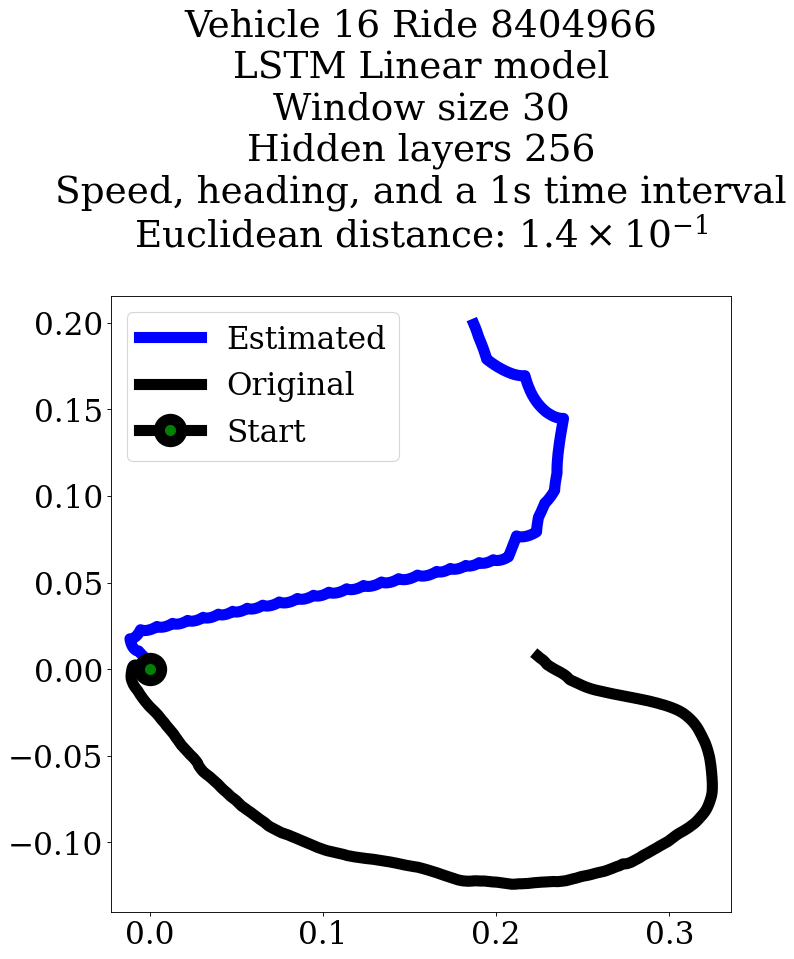 Vehicle 16 Ride 8404966
LSTM Linear model
Window size 30
Hidden layers 256
Speed, heading, and a 1s time interval
Euclidean distance: 1.4 × 10⁻¹
Estimated
Original
Start
0.20
0.15
0.10
0.05
0.00
−0.05
−0.10
0.0 0.1 0.2 0.3